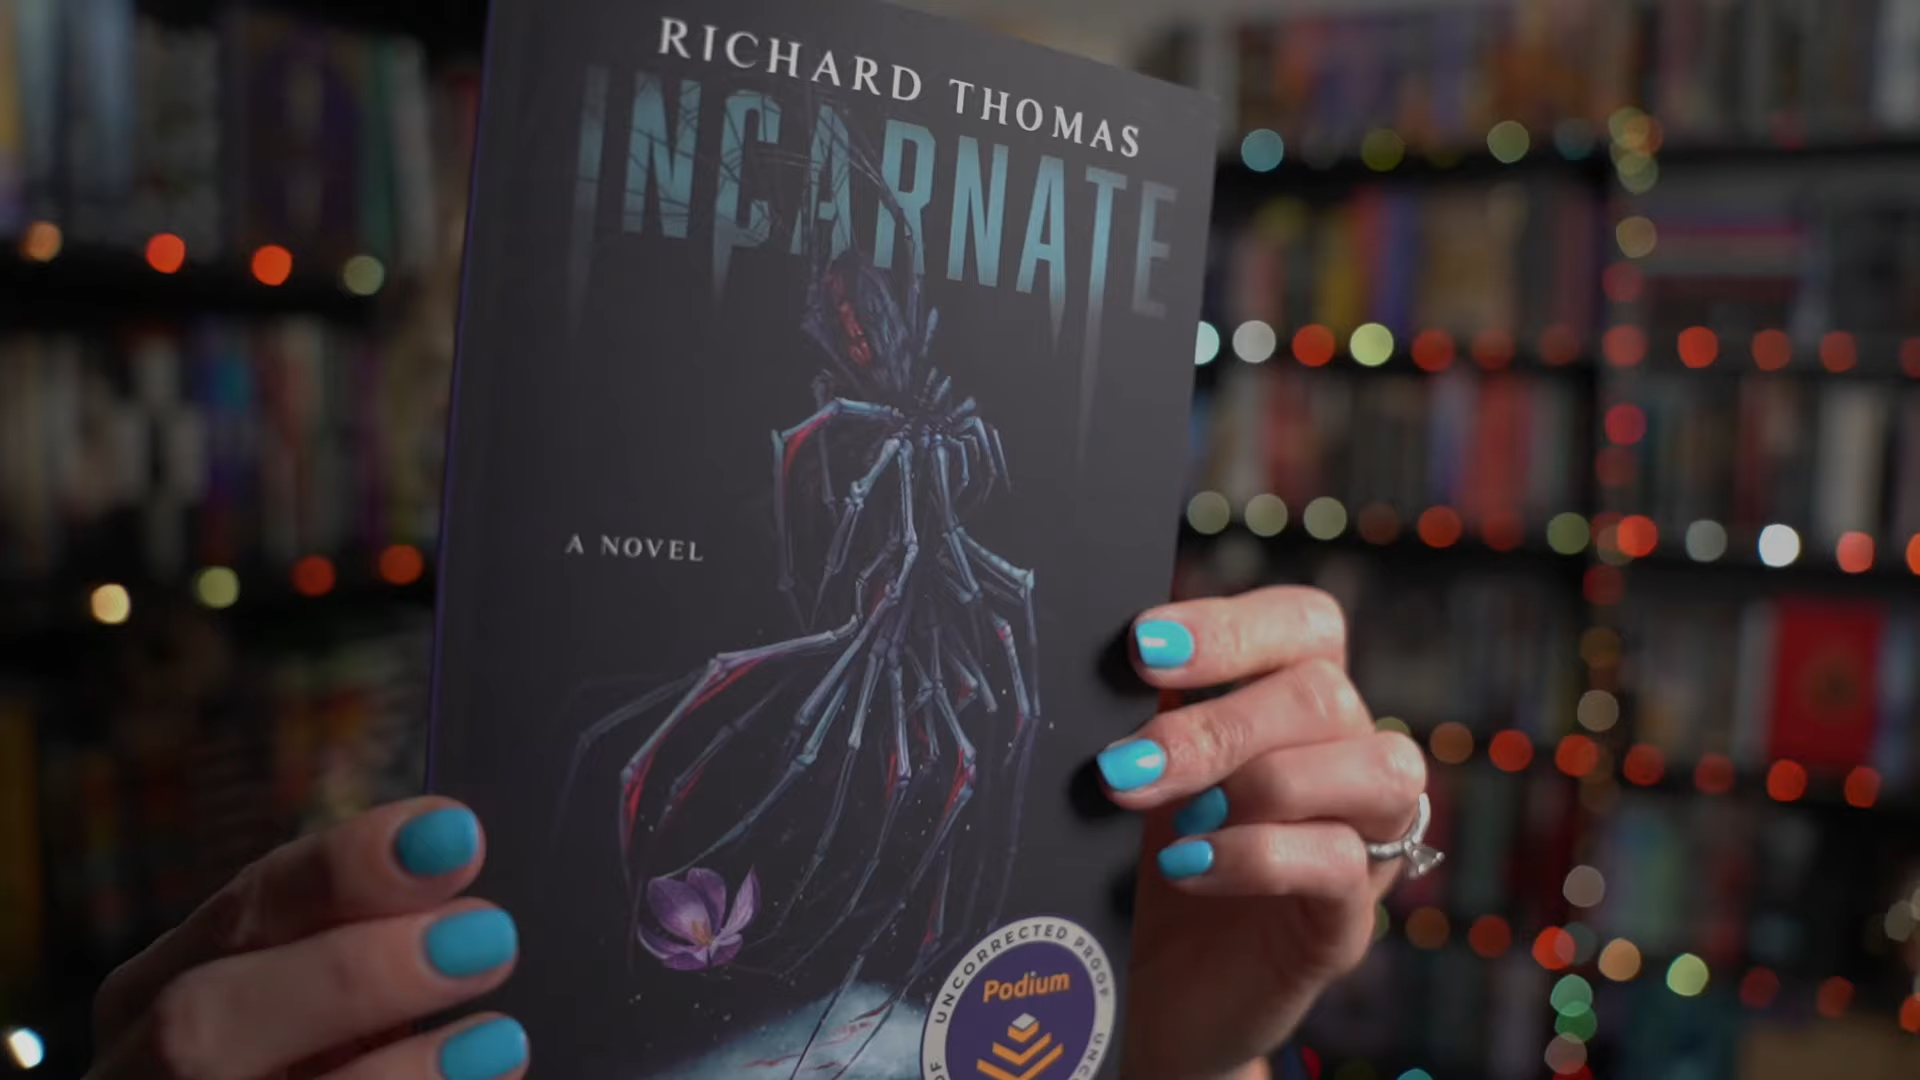 RICHARD THOMAS
INCARNATE
A NOVEL
UNCORRECTED PROOF
Podium